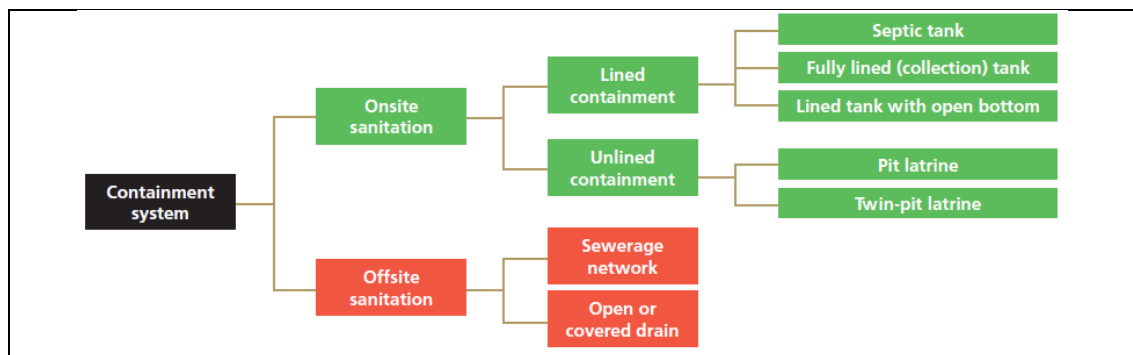 Containment
system
Onsite
sanitation
Offsite
sanitation
Lined
containment
Unlined
containment
Sewerage
network
Open or
covered drain
Septic tank
Fully lined (collection) tank
Lined tank with open bottom
Pit latrine
Twin-pit latrine